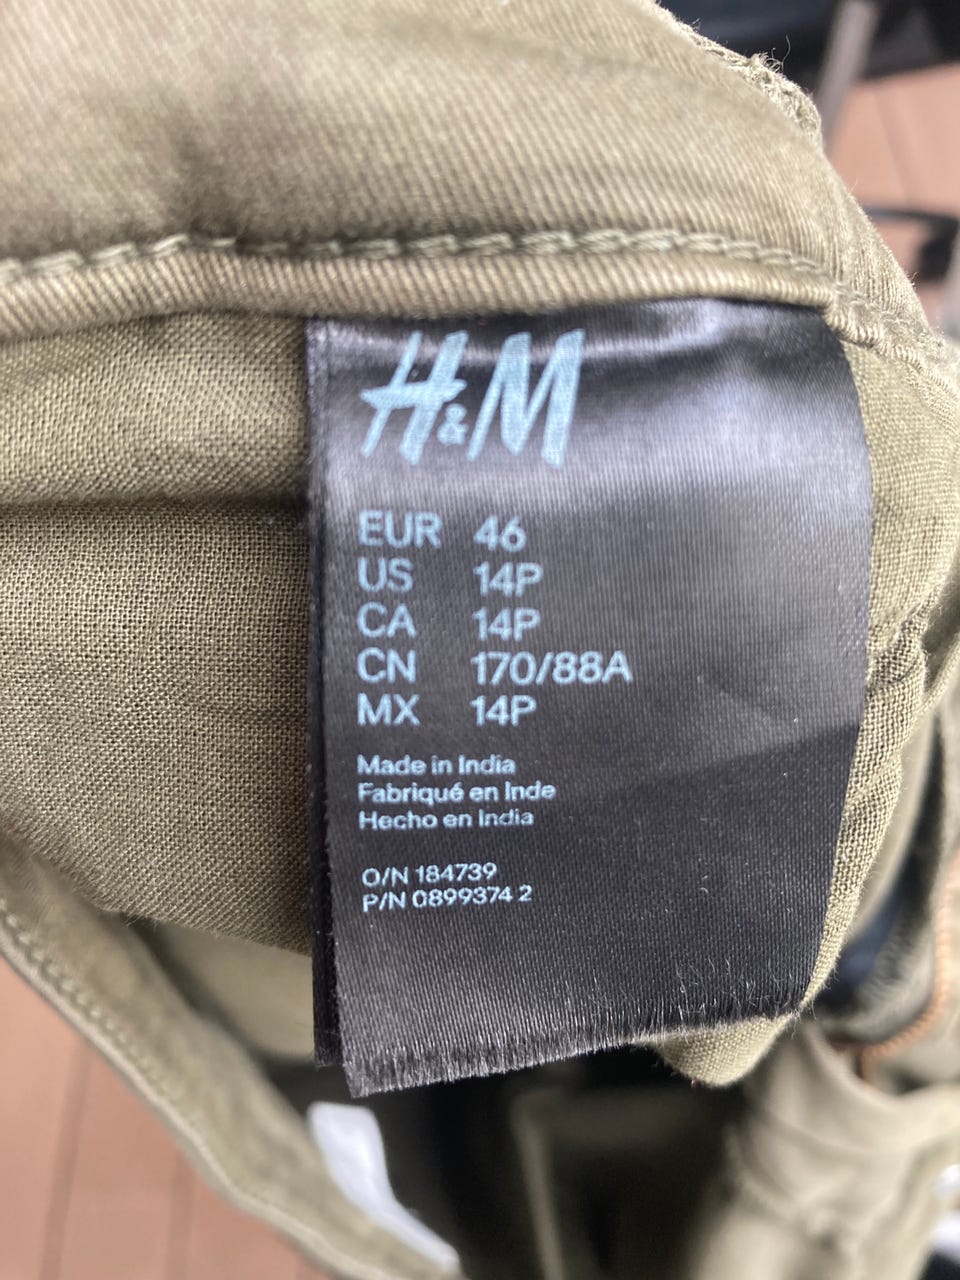 H&M
EUR 46
US 14P
CA 14P
CN 170/88A
MX 14P
Made in India
Fabriqué en Inde
Hecho en India
O/N 184739
P/N 0899374 2